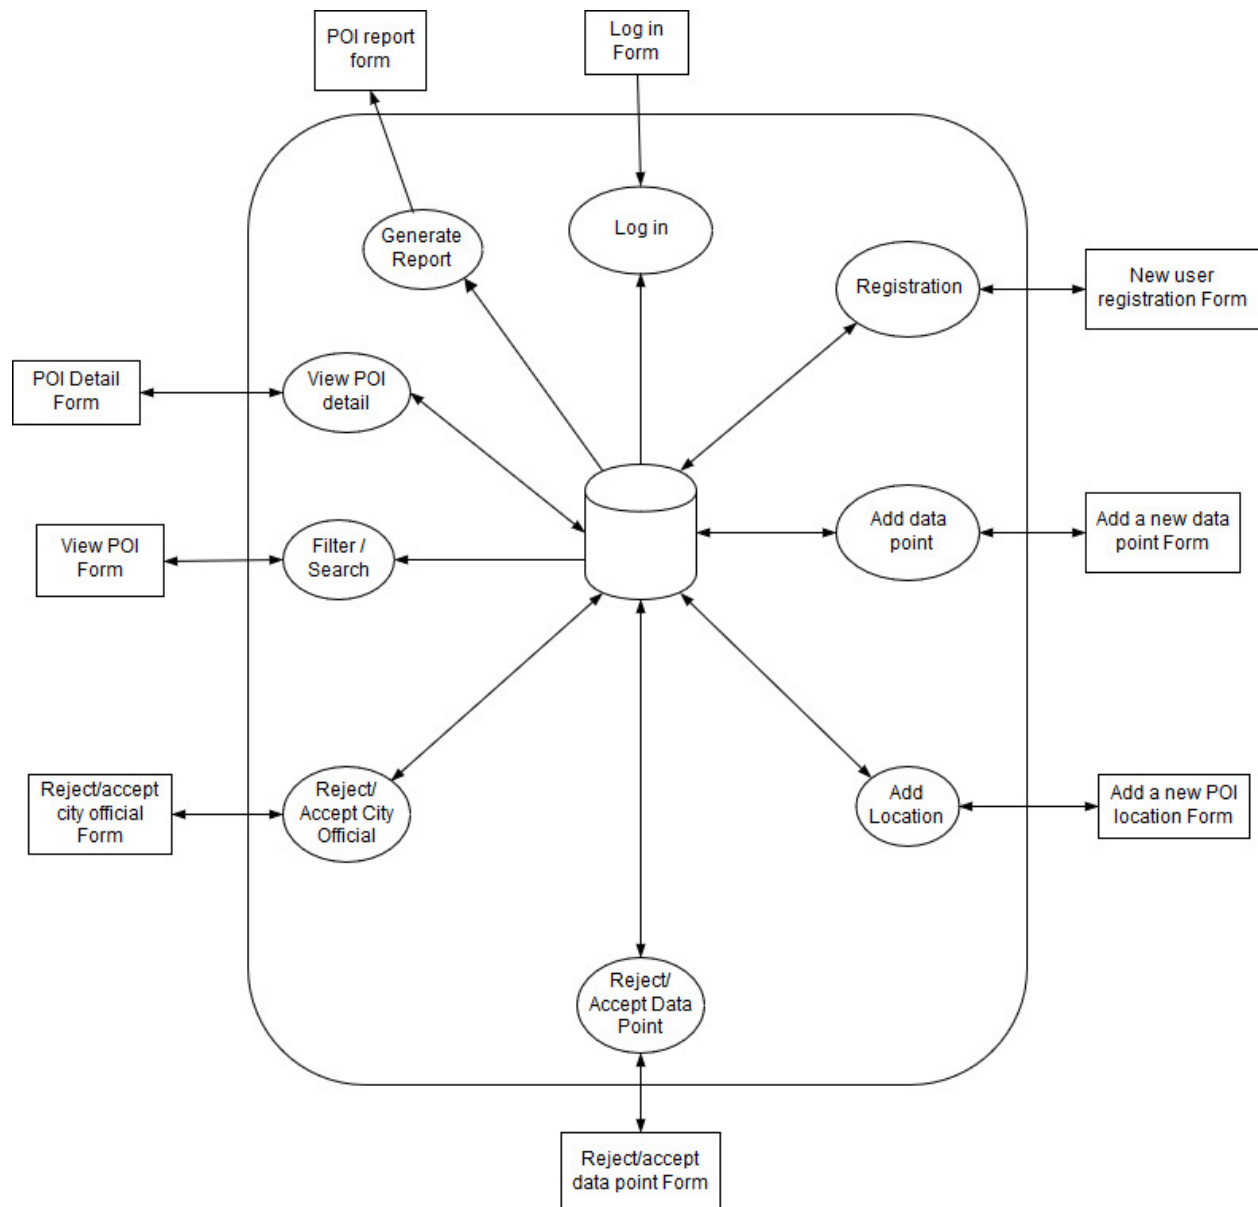 POI report
form
Log in
Form
Generate
Report
Log in
Registration
New user
registration Form
POI Detail
Form
View POI
detail
View POI
Form
Filter /
Search
Add data
point
Add a new data
point Form
Reject/accept
city official
Form
Reject/
Accept City
Official
Add
Location
Add a new POI
location Form
Reject/
Accept Data
Point
Reject/accept
data point Form